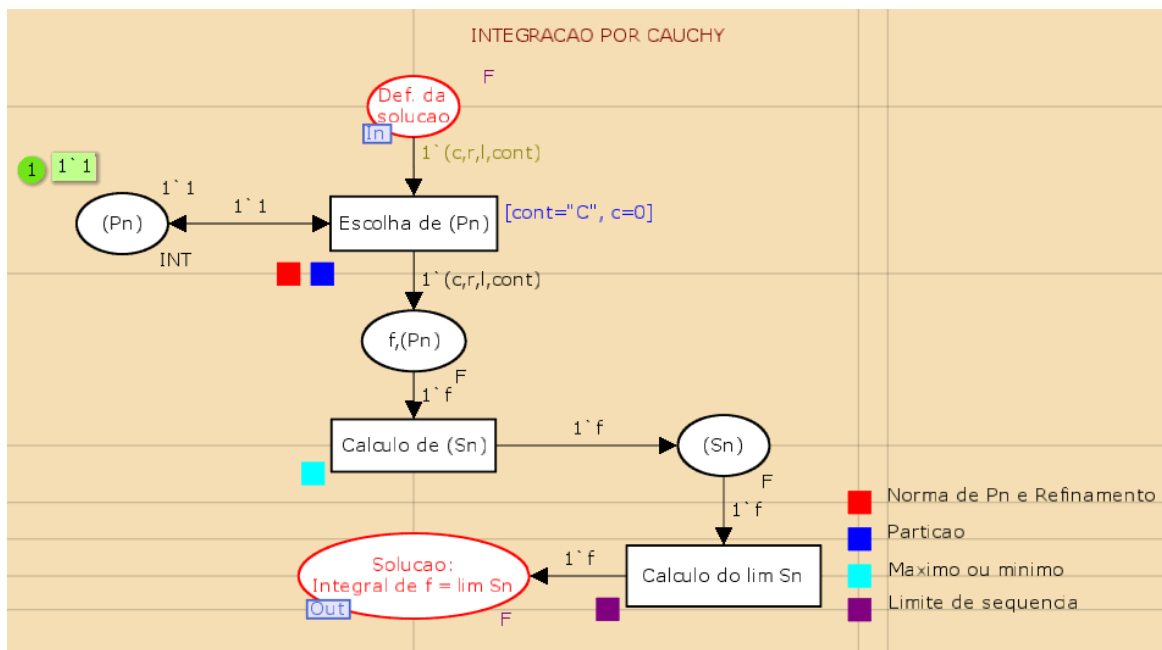 INTEGRACAO POR CAUCHY
F
Def. da
solucao
In
1`(c,r,l,cont)
1
1`1
1`1
(Pn)
1`1
INT
Escolha de (Pn)
[cont="C", c=0]
1`(c,r,l,cont)
f,(Pn)
F
1`f
Calculo de (Sn)
1`f
(Sn)
F
1`f
Calculo do lim Sn
1`f
Solucao:
Integral de f = lim Sn
Out
F
Norma de Pn e Refinamento
Particao
Maximo ou minimo
Limite de sequencia